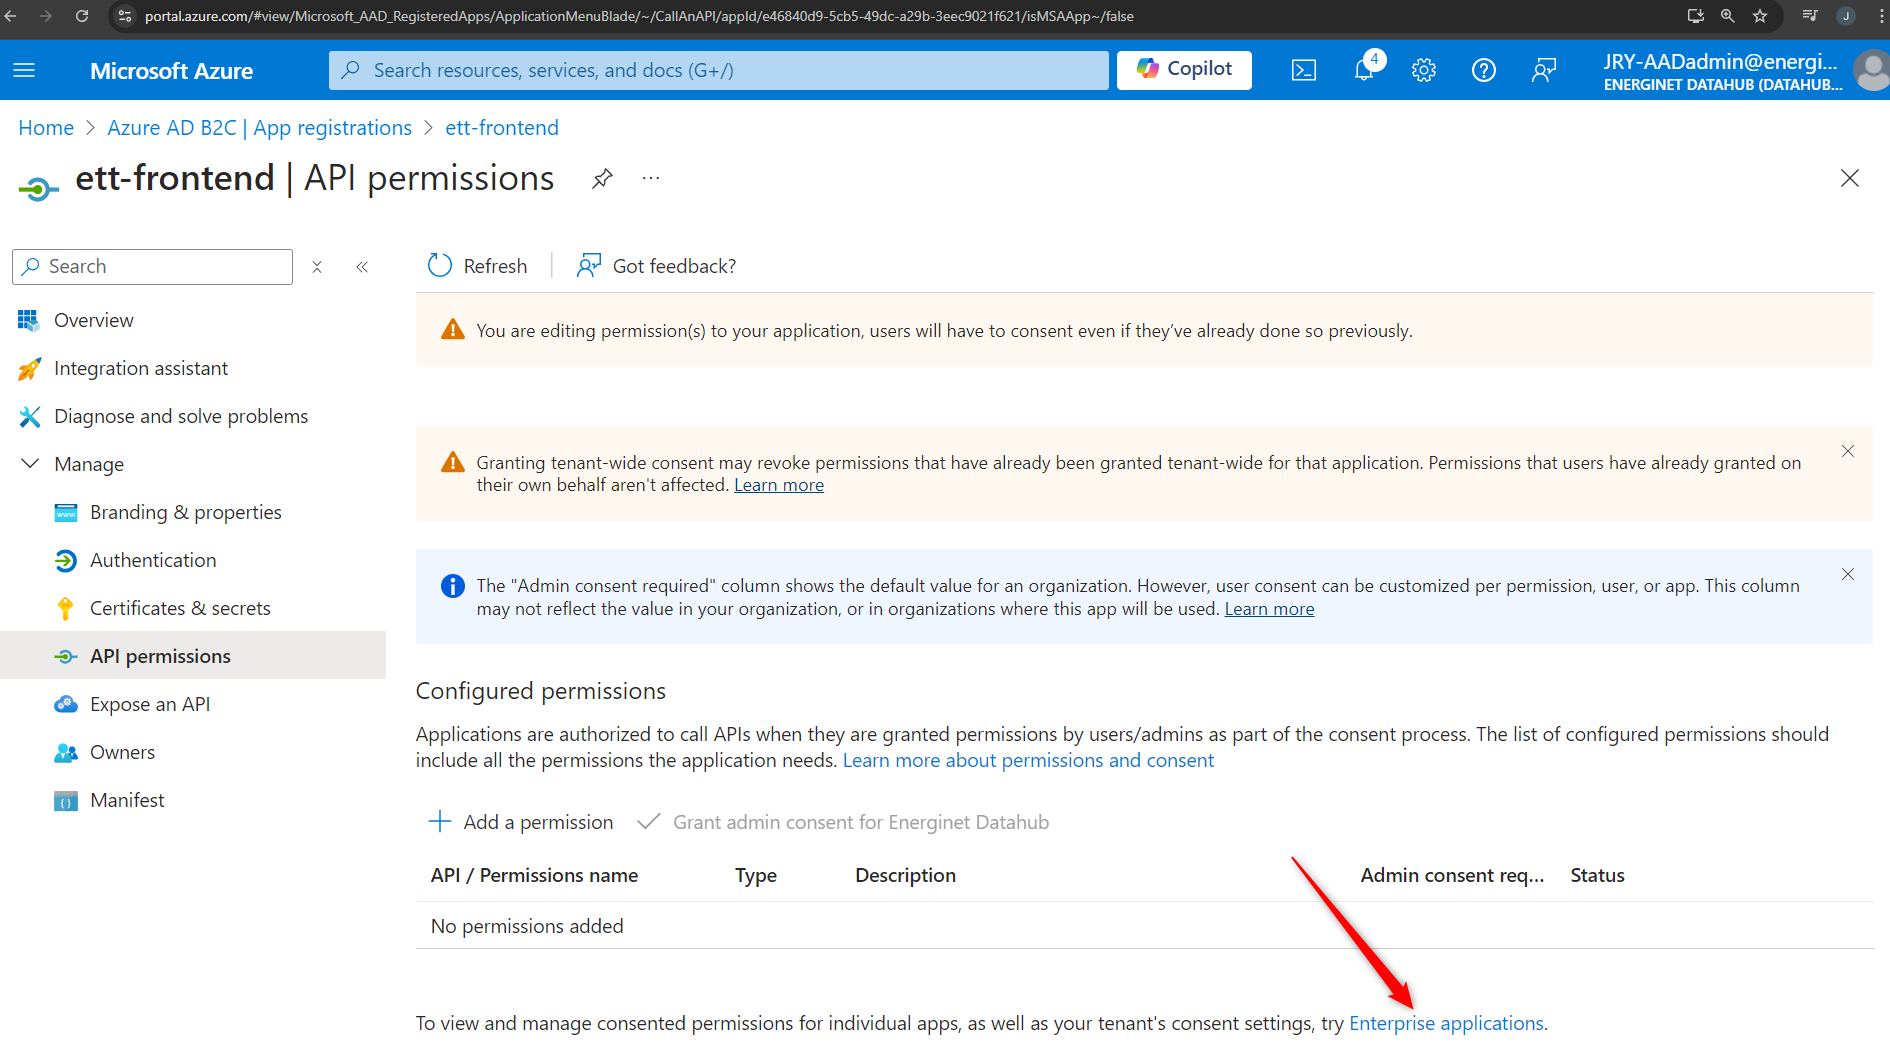 portal.azure.com/#view/Microsoft_AAD_RegisteredApps/ApplicationMenuBlade/~/CallAnAPI/appId/e46840d9-5cb5-49dc-a29b-3eec9021f621/isMSAApp~/false
J
Microsoft Azure
Search resources, services, and docs (G+/)
Copilot
4
JRY-AADadmin@energi...
ENERGINET DATAHUB (DATAHUB...
Home > Azure AD B2C | App registrations > ett-frontend
ett-frontend | API permissions
...
Search
Refresh
Got feedback?
Overview
Integration assistant
Diagnose and solve problems
Manage
Branding & properties
Authentication
Certificates & secrets
API permissions
Expose an API
Owners
Manifest
You are editing permission(s) to your application, users will have to consent even if they’ve already done so previously.
Granting tenant-wide consent may revoke permissions that have already been granted tenant-wide for that application. Permissions that users have already granted on
their own behalf aren't affected. Learn more
The "Admin consent required" column shows the default value for an organization. However, user consent can be customized per permission, user, or app. This column
may not reflect the value in your organization, or in organizations where this app will be used. Learn more
Configured permissions
Applications are authorized to call APIs when they are granted permissions by users/admins as part of the consent process. The list of configured permissions should
include all the permissions the application needs. Learn more about permissions and consent
Add a permission
Grant admin consent for Energinet Datahub
API / Permissions name Type Description Admin consent req... Status
No permissions added
To view and manage consented permissions for individual apps, as well as your tenant's consent settings, try Enterprise applications.